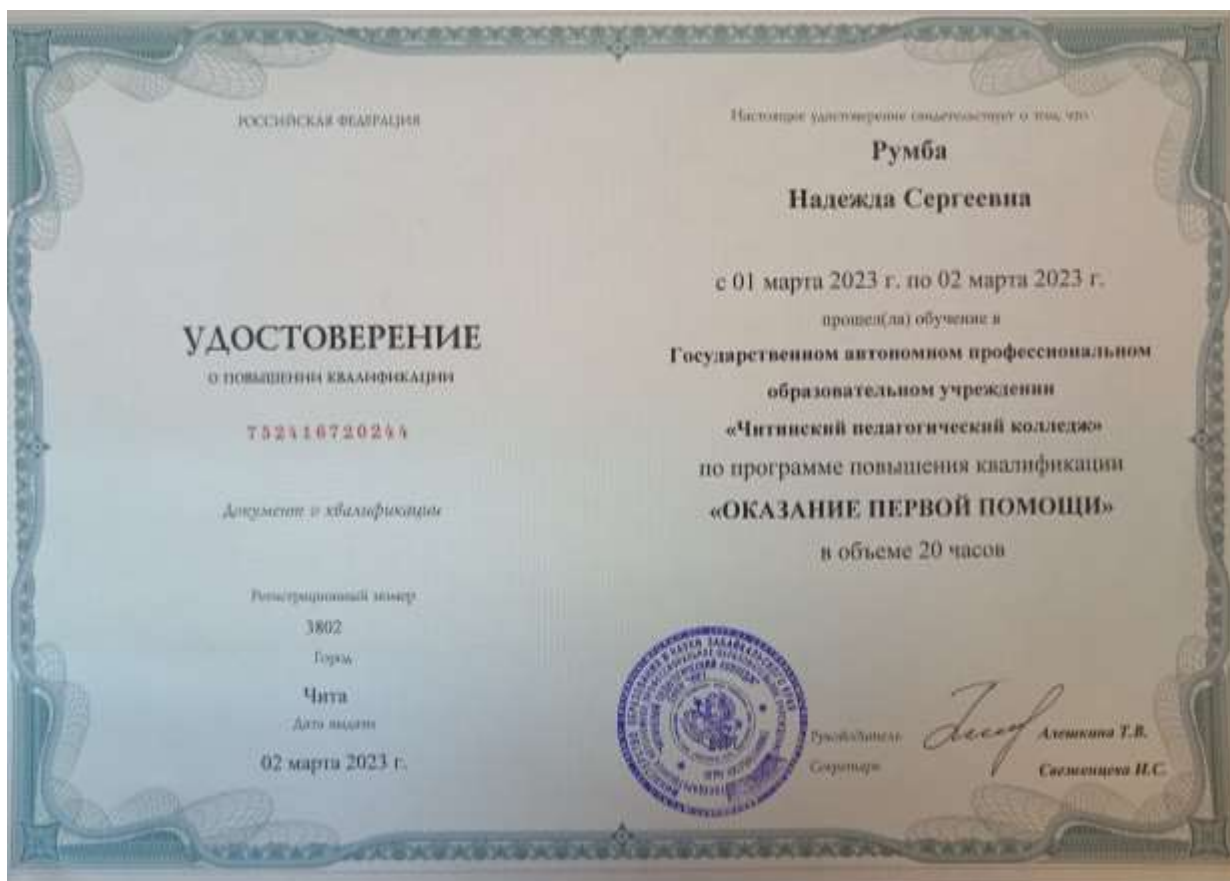 РОССИЙСКАЯ ФЕДЕРАЦИЯ
УДОСТОВЕРЕНИЕ
О ПОВЫШЕНИИ КВАЛИФИКАЦИИ
752416720244
Документ о квалификации
Регистрационный номер
3802
Город
Чита
Дата выдачи
02 марта 2023 г.
Настоящее удостоверение свидетельствует о том, что
Румба
Надежда Сергеевна
с 01 марта 2023 г. по 02 марта 2023 г.
прошел(ла) обучение в
Государственном автономном профессиональном
образовательном учреждении
«Читинский педагогический колледж»
по программе повышения квалификации
«ОКАЗАНИЕ ПЕРВОЙ ПОМОЩИ»
в объеме 20 часов
Руководитель Алешкина Т.В.
Секретарь Свеженцева И.С.